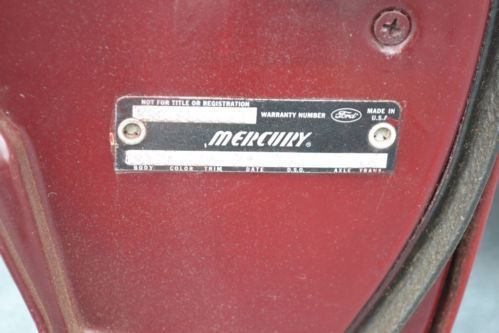 NOT FOR TITLE OR REGISTRATION
WARRANTY NUMBER Ford MADE IN U.S.A
MERCURY
BODY COLOR TRIM DATE D.S.O. AXLE TRANS